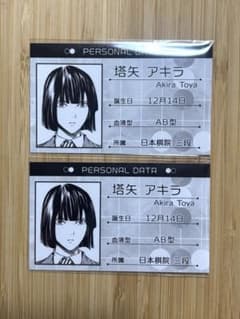 PERSONAL DATA
塔矢 アキラ
Akira Toya
誕生日 12月14日
血液型 AB型
所属 日本棋院 三段
PERSONAL DATA
塔矢 アキラ
Akira Toya
誕生日 12月14日
血液型 AB型
所属 日本棋院 三段